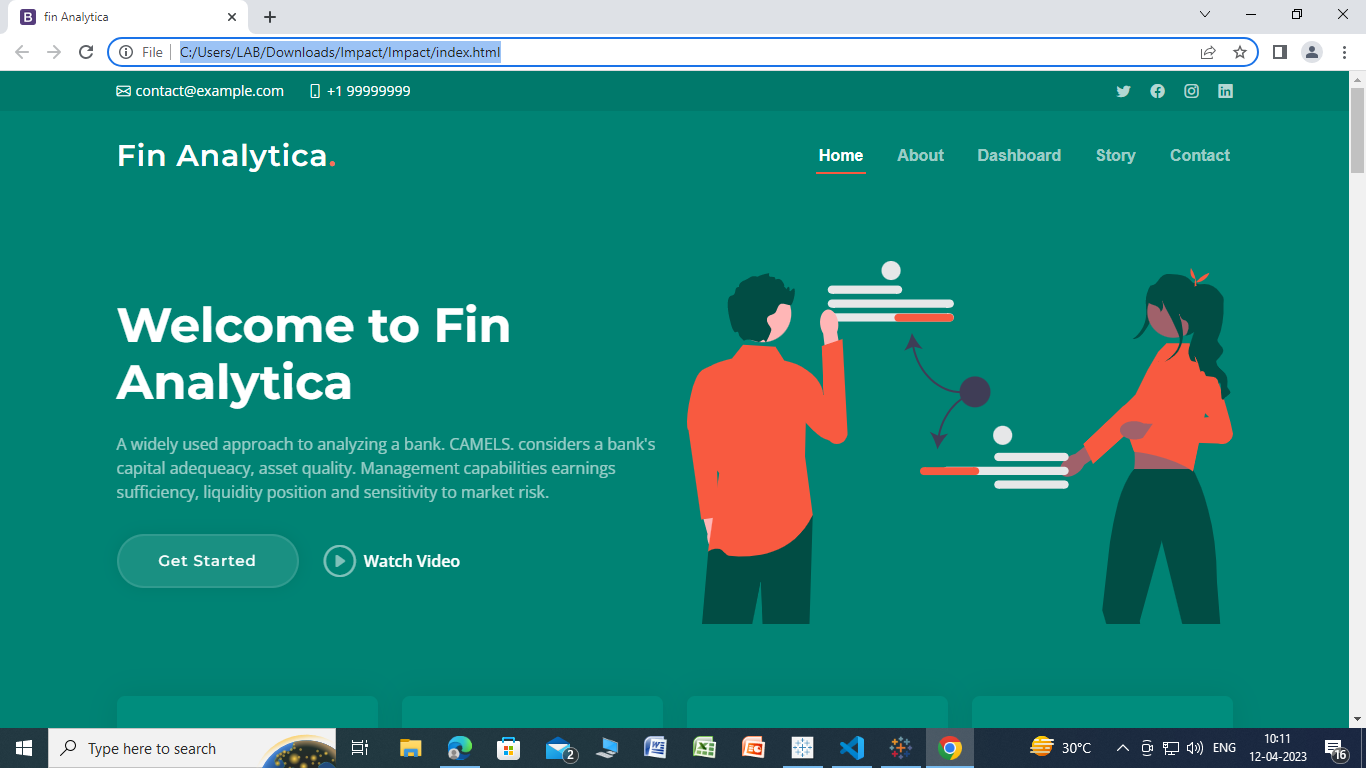 fin Analytica
File
C:/Users/LAB/Downloads/Impact/Impact/index.html
contact@example.com +1 99999999
Fin Analytica.
Home About Dashboard Story Contact
Welcome to Fin
Analytica
A widely used approach to analyzing a bank. CAMELS. considers a bank's
capital adequeacy, asset quality. Management capabilities earnings
sufficiency, liquidity position and sensitivity to market risk.
Get Started Watch Video
Type here to search
2
30°C
ENG
10:11
12-04-2023
16